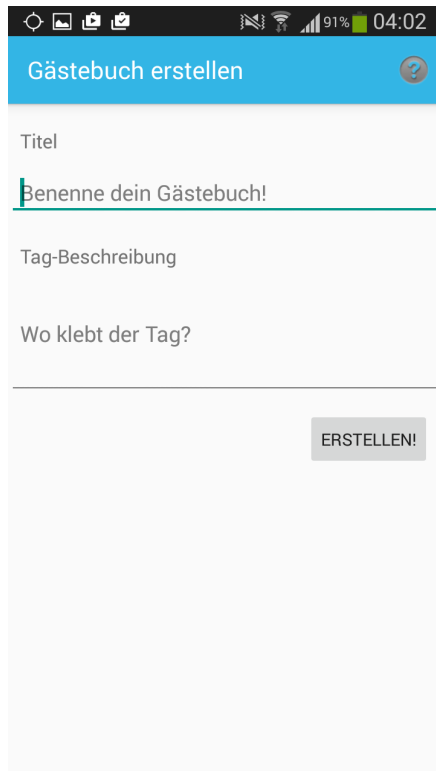 91% 04:02
Gästebuch erstellen ?
Titel
Benenne dein Gästebuch!
Tag-Beschreibung
Wo klebt der Tag?
ERSTELLEN!